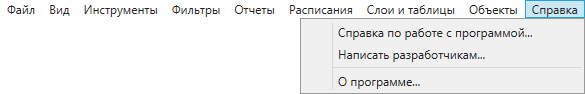 Файл Вид Инструменты Фильтры Отчеты Расписания Слои и таблицы Объекты Справка
Справка по работе с программой...
Написать разработчикам...
О программе...